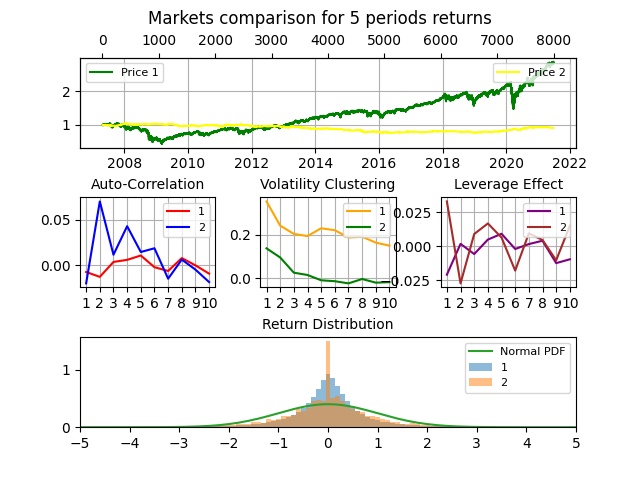 Markets comparison for 5 periods returns
0 1000 2000 3000 4000 5000 6000 7000 8000
Price 1
Price 2
2
1
2008 2010 2012 2014 2016 2018 2020 2022
Auto-Correlation
0.05
0.00
1
2
1 2 3 4 5 6 7 8 9 10
Volatility Clustering
0.2
0.0
1
2
1 2 3 4 5 6 7 8 9 10
Leverage Effect
0.025
0.000
0.025
1
2
1 2 3 4 5 6 7 8 9 10
Return Distribution
1
0
Normal PDF
1
2
−5 −4 −3 −2 −1 0 1 2 3 4 5